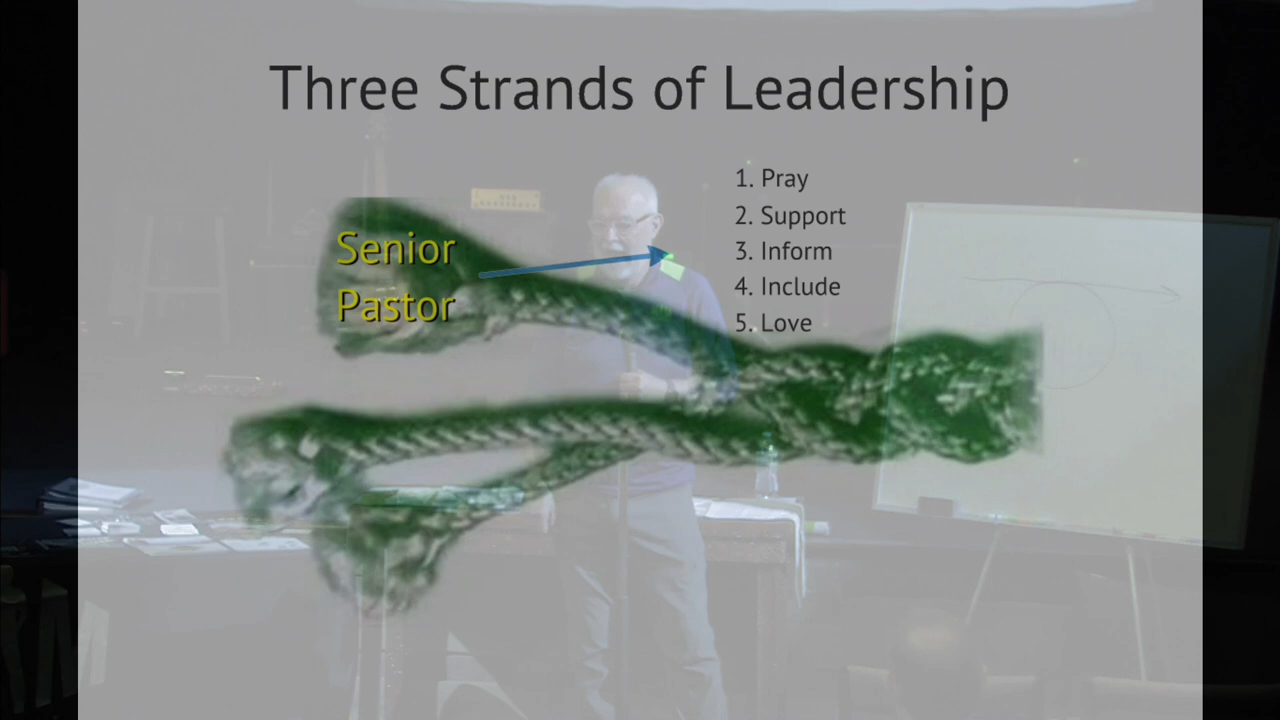 Three Strands of Leadership
Senior
Pastor
1. Pray
2. Support
3. Inform
4. Include
5. Love